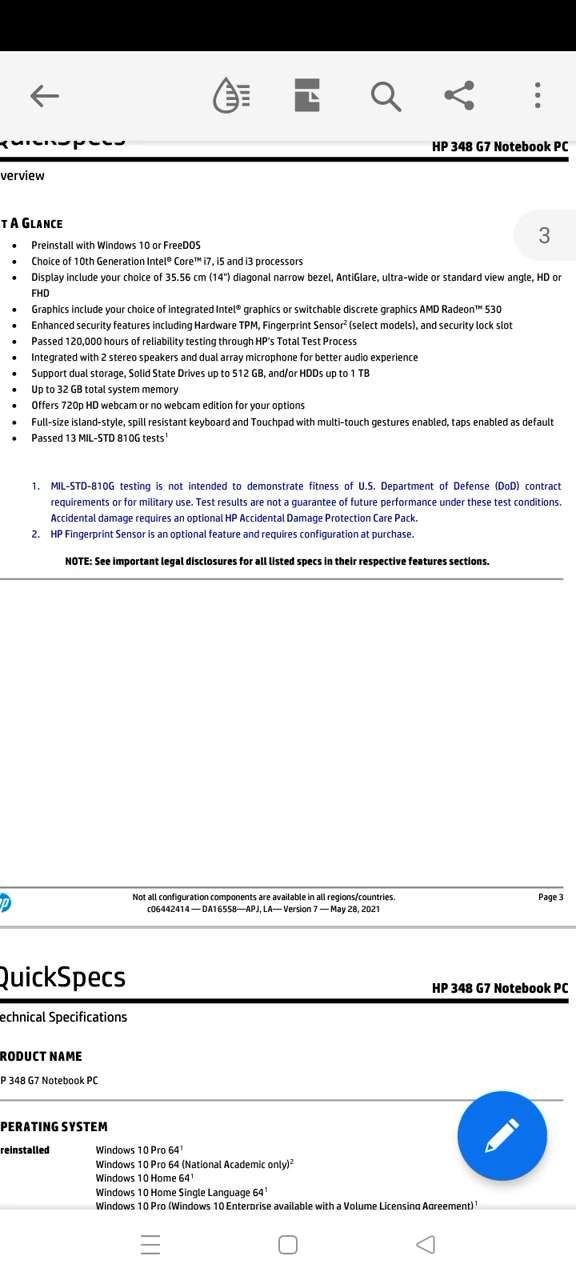 QuickSpecs
HP 348 G7 Notebook PC
verview
3
T A GLANCE
• Preinstall with Windows 10 or FreeDOS
• Choice of 10th Generation Intel® Core™ i7, i5 and i3 processors
• Display include your choice of 35.56 cm (14") diagonal narrow bezel, AntiGlare, ultra-wide or standard view angle, HD or
FHD
• Graphics include your choice of integrated Intel® graphics or switchable discrete graphics AMD Radeon™ 530
• Enhanced security features including Hardware TPM, Fingerprint Sensor² (select models), and security lock slot
• Passed 120,000 hours of reliability testing through HP's Total Test Process
• Integrated with 2 stereo speakers and dual array microphone for better audio experience
• Support dual storage, Solid State Drives up to 512 GB, and/or HDDs up to 1 TB
• Up to 32 GB total system memory
• Offers 720p HD webcam or no webcam edition for your options
• Full-size island-style, spill resistant keyboard and Touchpad with multi-touch gestures enabled, taps enabled as default
• Passed 13 MIL-STD 810G tests¹
1. MIL-STD-810G testing is not intended to demonstrate fitness of U.S. Department of Defense (DoD) contract
requirements or for military use. Test results are not a guarantee of future performance under these test conditions.
Accidental damage requires an optional HP Accidental Damage Protection Care Pack.
2. HP Fingerprint Sensor is an optional feature and requires configuration at purchase.
NOTE: See important legal disclosures for all listed specs in their respective features sections.
Not all configuration components are available in all regions/countries.
Page 3
c06442414 — DA16558—APJ, LA— Version 7 — May 28, 2021
QuickSpecs
HP 348 G7 Notebook PC
echnical Specifications
RODUCT NAME
P 348 G7 Notebook PC
PERATING SYSTEM
reinstalled
Windows 10 Pro 64¹
Windows 10 Pro 64 (National Academic only)²
Windows 10 Home 64¹
Windows 10 Home Single Language 64¹
Windows 10 Pro (Windows 10 Enterprise available with a Volume Licensing Agreement)¹